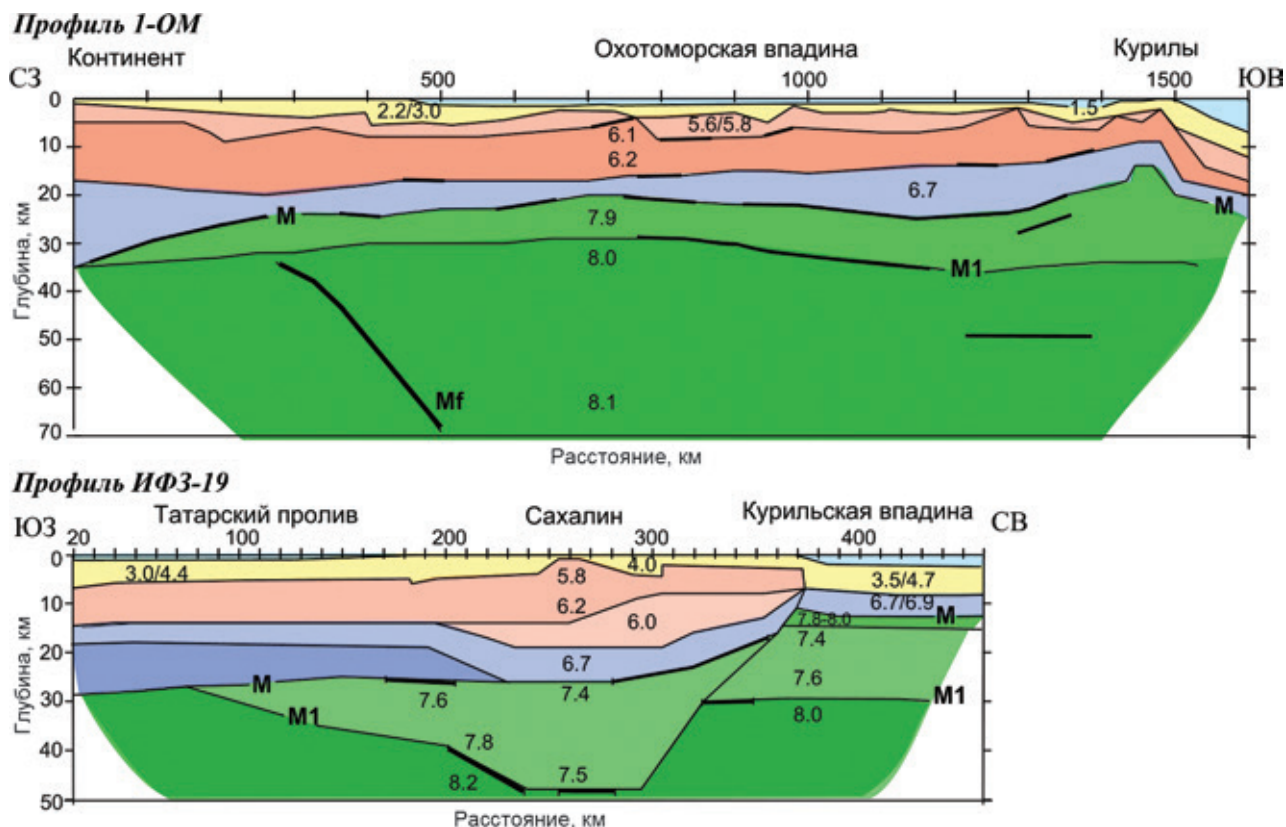 Профиль 1-ОМ
Континент Охотоморская впадина Курилы
СЗ 500 1000 1500 ЮВ
0
10
20
30
40
50
60
70
Глубина, км
2.2/3.0
5.6/5.8
1.5
6.1
6.2
6.7
M
7.9
M
8.0
M1
Mf
8.1
Расстояние, км
Профиль ИФЗ-19
Татарский пролив Сахалин Курильская впадина
ЮЗ СВ
20 100 200 300 400
0
10
20
30
40
50
Глубина, км
3.0/4.4
5.8
4.0
3.5/4.7
6.2
6.0
6.7/6.9
M
7.8-8.0
7.4
6.7
M
7.6
7.4
7.6
M1
M1
8.0
7.8
8.2
7.5
Расстояние, км